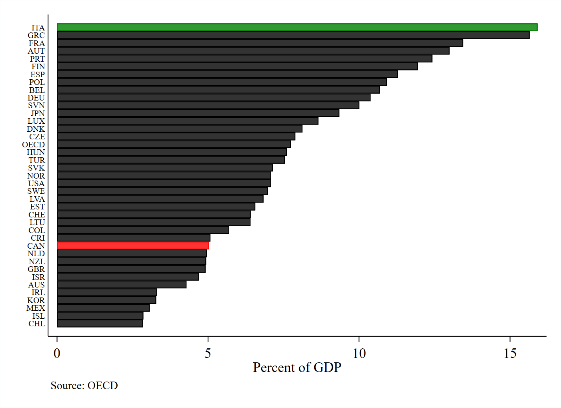 ITA
GRC
FRA
AUT
PRT
FIN
ESP
POL
BEL
DEU
SVN
JPN
LUX
DNK
CZE
OECD
HUN
TUR
SVK
NOR
USA
SWE
LVA
EST
CHE
LTU
COL
CRI
CAN
NLD
NZL
GBR
ISR
AUS
IRL
KOR
MEX
ISL
CHL
0 5 10 15
Percent of GDP
Source: OECD